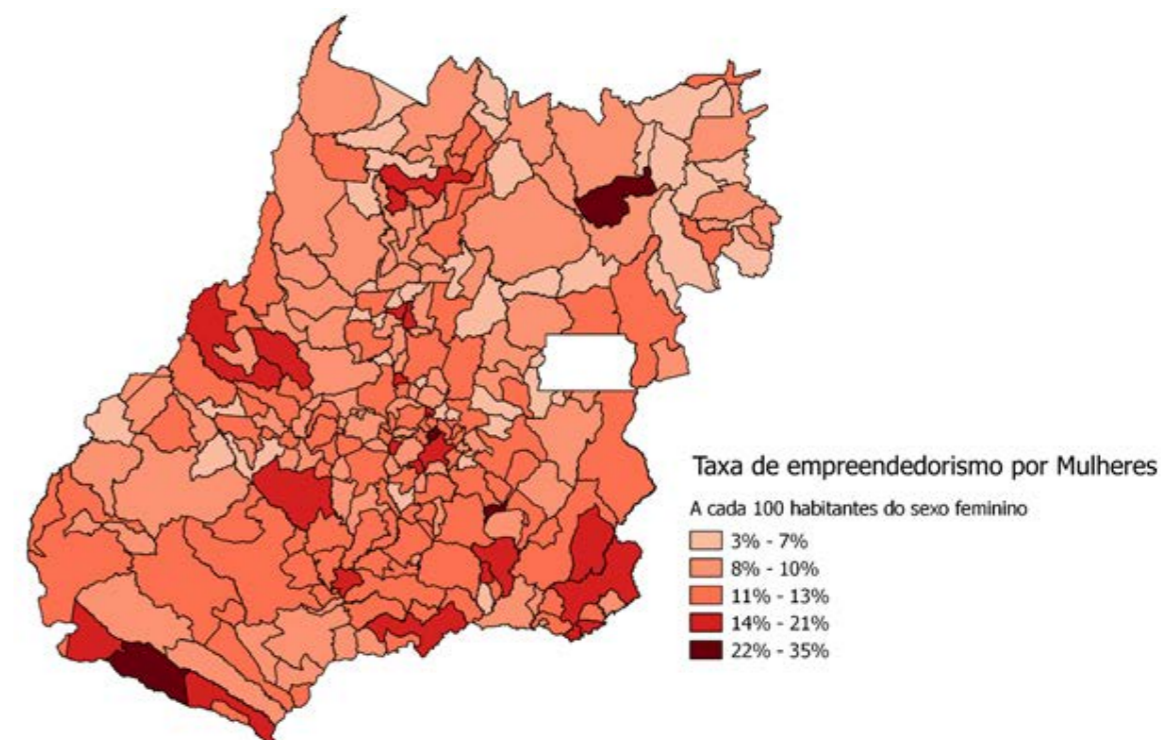 Taxa de empreendedorismo por Mulheres
A cada 100 habitantes do sexo feminino
3% - 7%
8% - 10%
11% - 13%
14% - 21%
22% - 35%